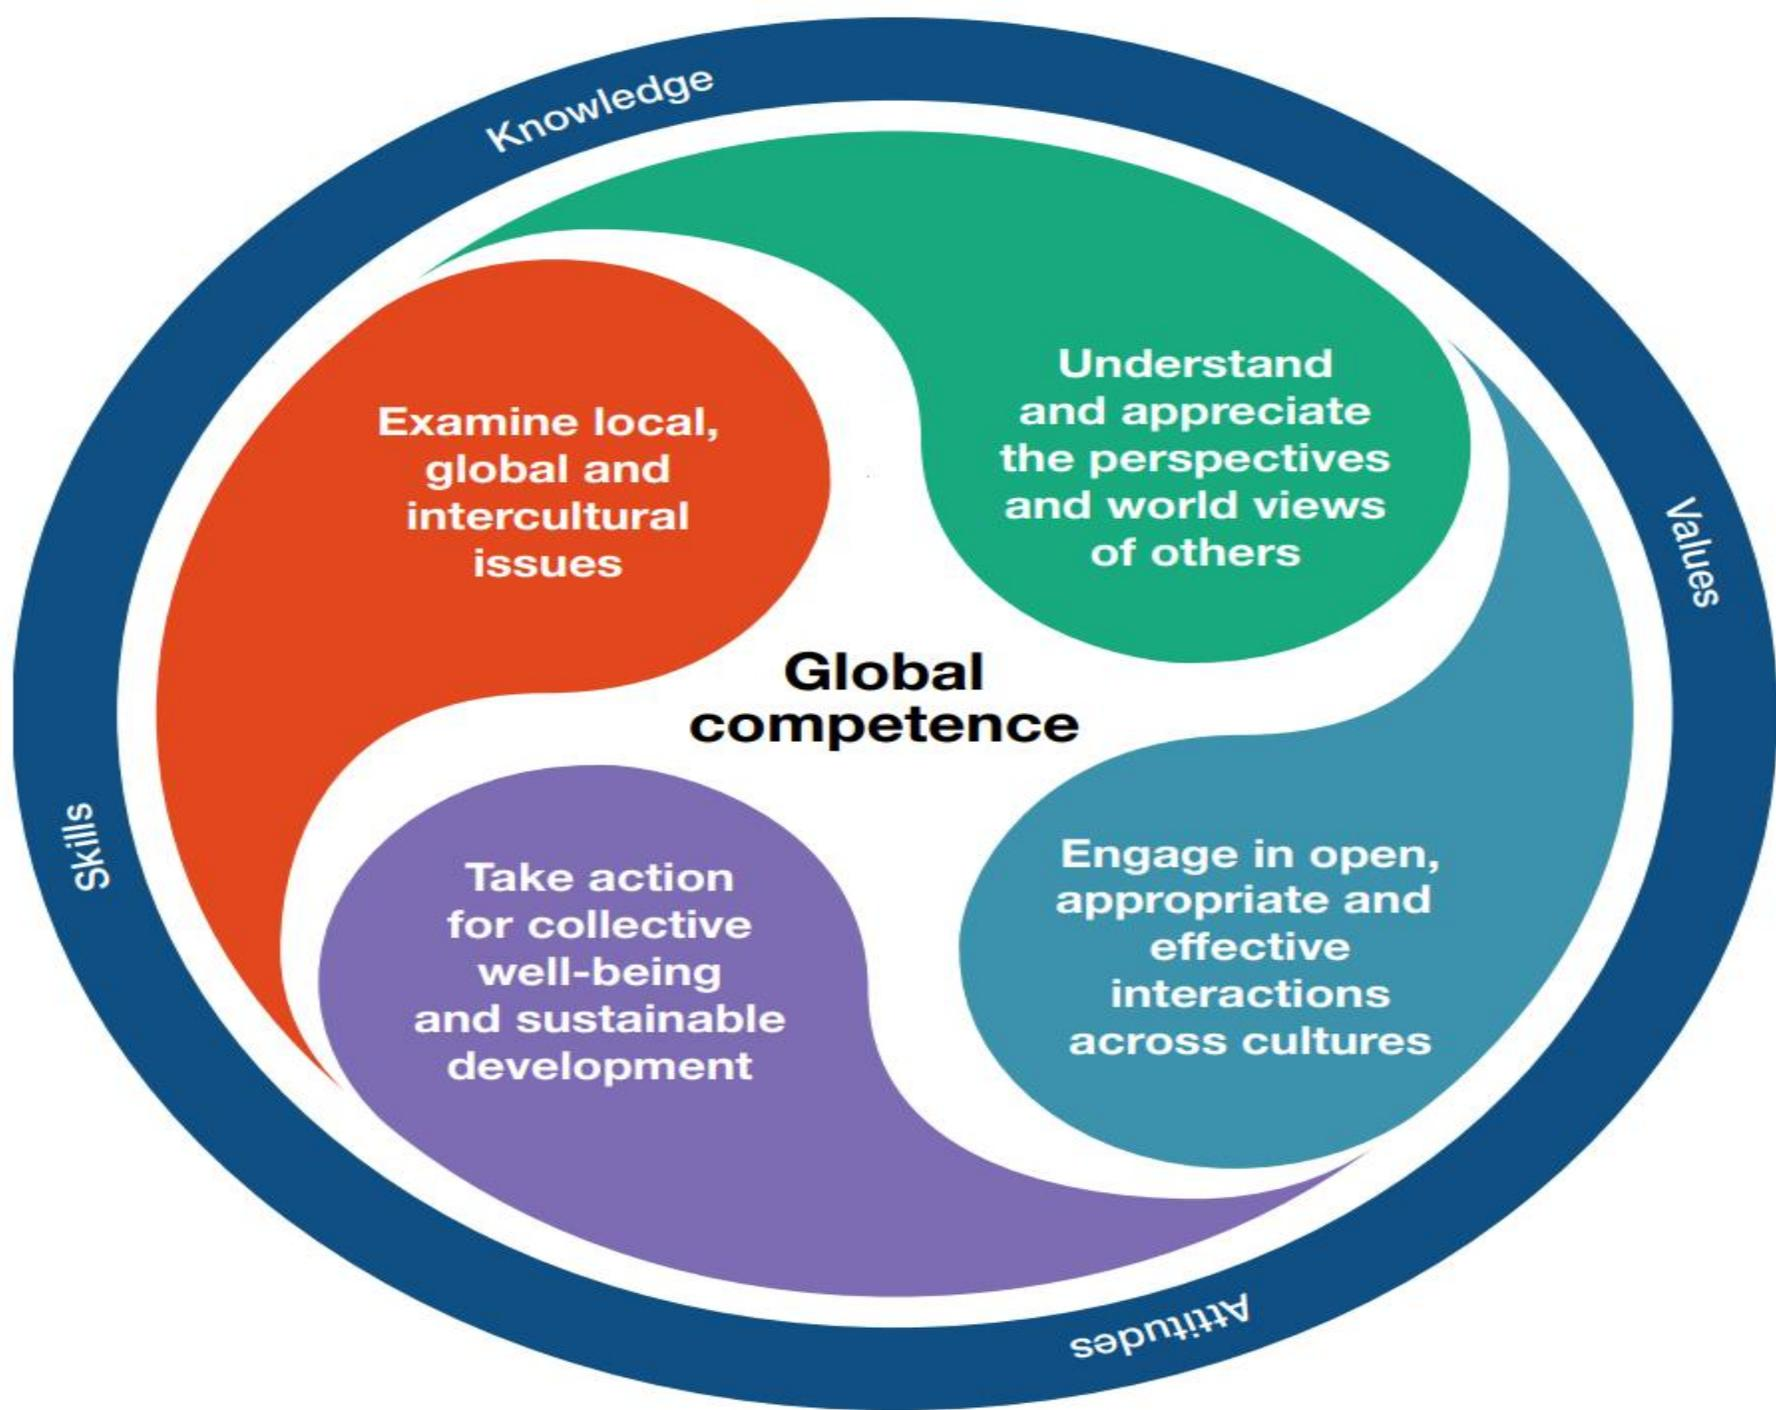 Knowledge
Examine local,
global and
intercultural
issues
Understand
and appreciate
the perspectives
and world views
of others
Values
Global
competence
Skills
Take action
for collective
well-being
and sustainable
development
Engage in open,
appropriate and
effective
interactions
across cultures
Attitudes